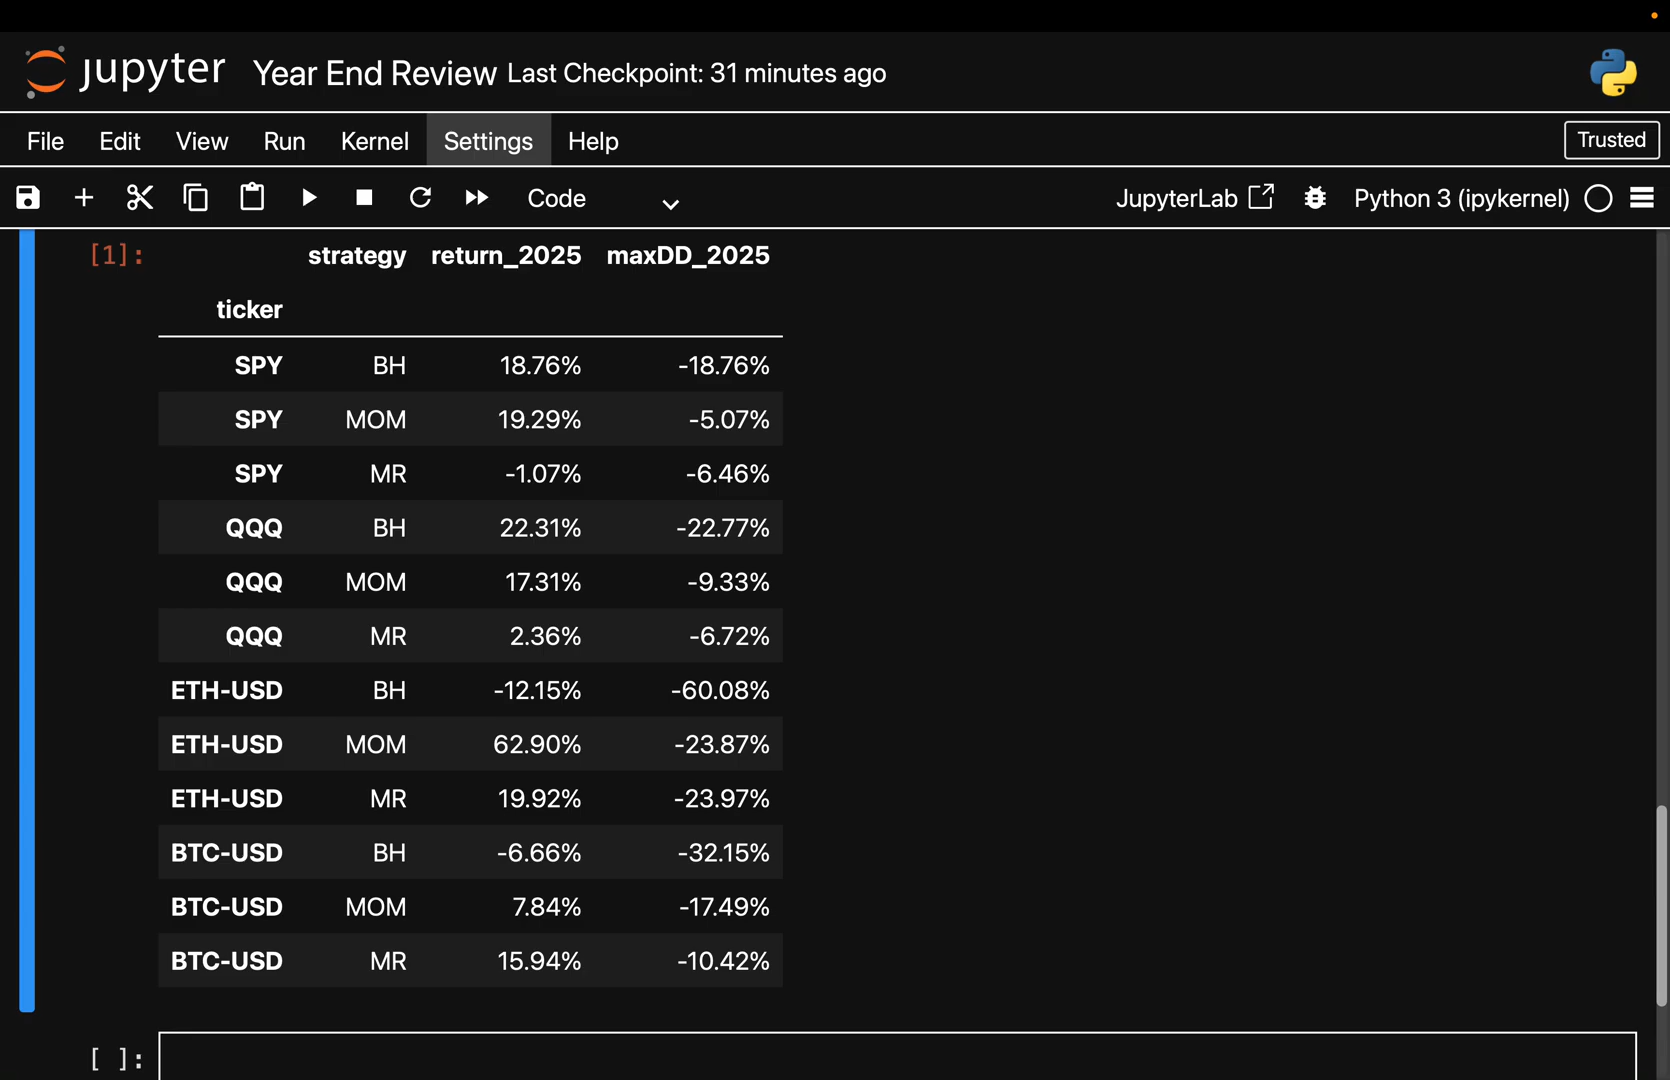 jupyter Year End Review Last Checkpoint: 31 minutes ago
File Edit View Run Kernel Settings Help Trusted
Code JupyterLab Python 3 (ipykernel)
[1]: strategy return_2025 maxDD_2025
ticker
SPY BH 18.76% -18.76%
SPY MOM 19.29% -5.07%
SPY MR -1.07% -6.46%
QQQ BH 22.31% -22.77%
QQQ MOM 17.31% -9.33%
QQQ MR 2.36% -6.72%
ETH-USD BH -12.15% -60.08%
ETH-USD MOM 62.90% -23.87%
ETH-USD MR 19.92% -23.97%
BTC-USD BH -6.66% -32.15%
BTC-USD MOM 7.84% -17.49%
BTC-USD MR 15.94% -10.42%
[ ]: